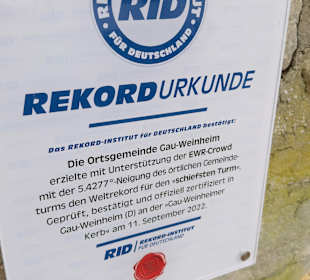 RID
FÜR DEUTSCHLAND
REKORDURKUNDE
Das REKORD-INSTITUT für DEUTSCHLAND bestätigt:
Die Ortsgemeinde Gau-Weinheim
erzielte mit Unterstützung der EWR-Crowd
mit der 5.4277°-Neigung des örtlichen Gemeinde-
turms den Weltrekord für den »schiefsten Turm«.
Geprüft, bestätigt und offiziell zertifiziert in
Gau-Weinheim (D) an der »Gau-Weinheimer
Kerb« am 11. September 2022.
RID REKORD-INSTITUT
FÜR DEUTSCHLAND